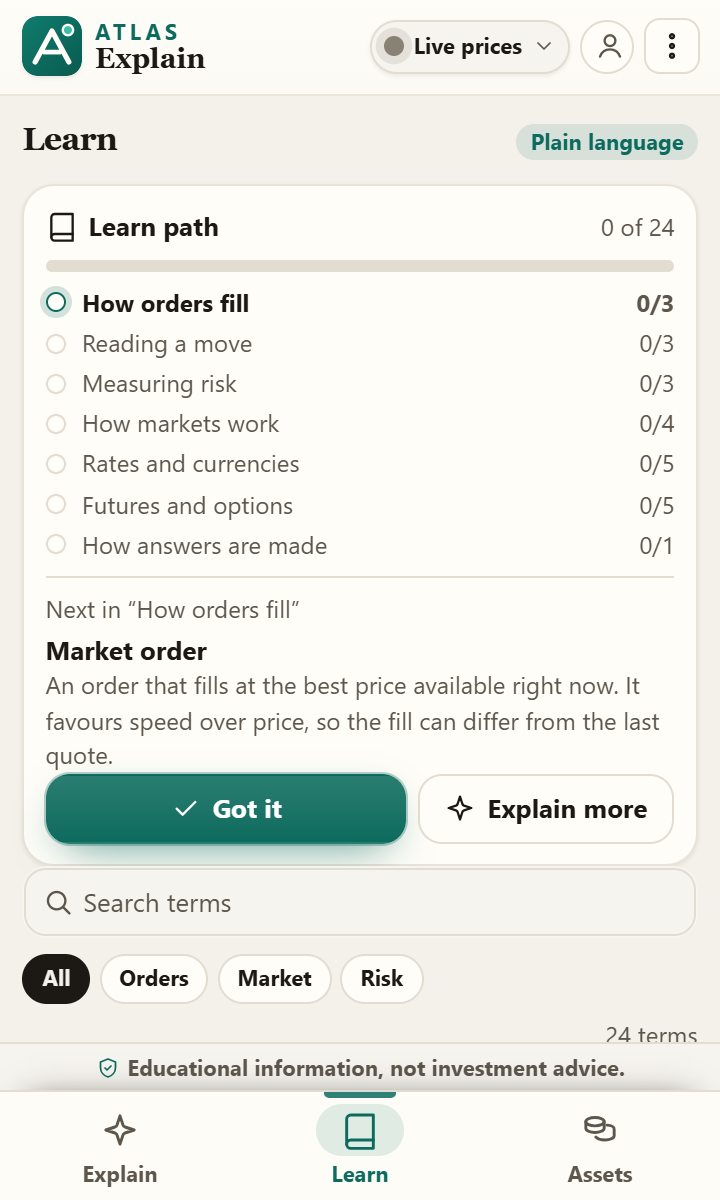 ATLAS
Explain
Live prices
Learn
Plain language
Learn path
0 of 24
How orders fill 0/3
Reading a move 0/3
Measuring risk 0/3
How markets work 0/4
Rates and currencies 0/5
Futures and options 0/5
How answers are made 0/1
Next in “How orders fill”
Market order
An order that fills at the best price available right now. It
favours speed over price, so the fill can differ from the last
quote.
Got it
Explain more
Search terms
All Orders Market Risk
24 terms
Educational information, not investment advice.
Explain Learn Assets